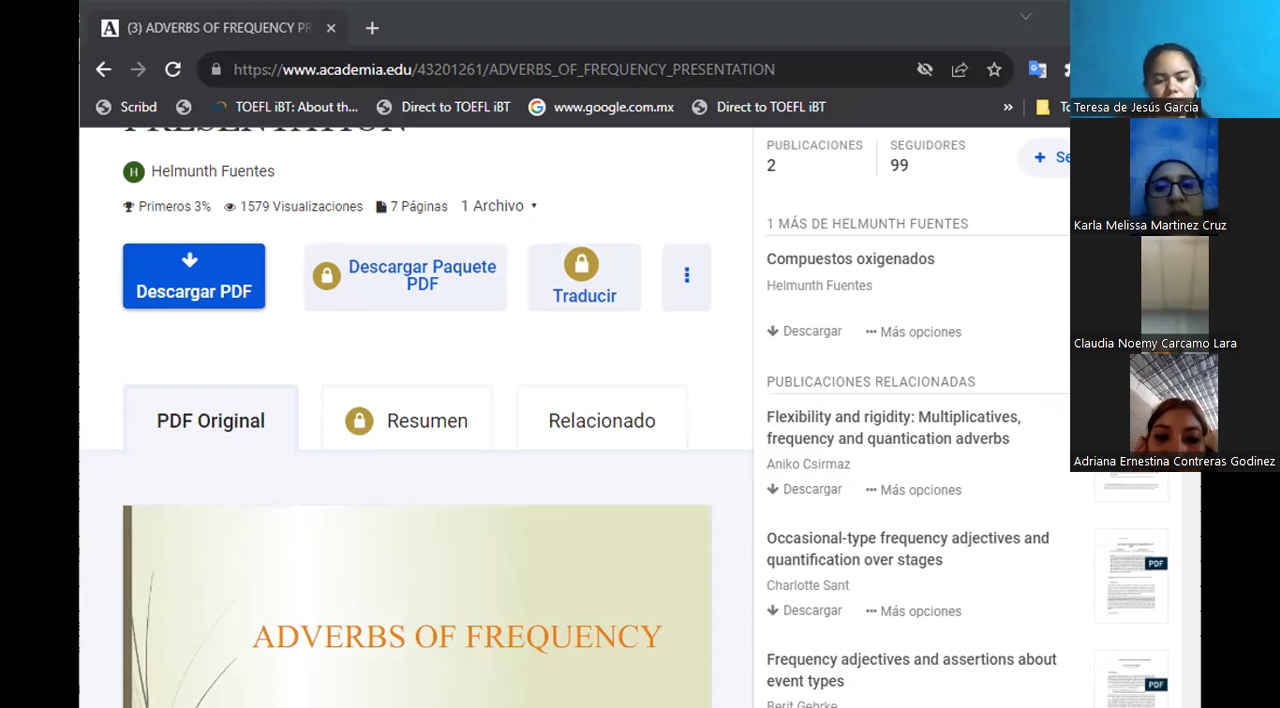 (3) ADVERBS OF FREQUENCY PR
https://www.academia.edu/43201261/ADVERBS_OF_FREQUENCY_PRESENTATION
Scribd
TOEFL iBT: About th...
Direct to TOEFL iBT
www.google.com.mx
Direct to TOEFL iBT
PRESENTATION
H Helmunth Fuentes
Primeros 3% 1579 Visualizaciones 7 Páginas 1 Archivo
Descargar PDF
Descargar Paquete
PDF
Traducir
PDF Original
Resumen
Relacionado
ADVERBS OF FREQUENCY
PUBLICACIONES
2
SEGUIDORES
99
+ Se
1 MÁS DE HELMUNTH FUENTES
Compuestos oxigenados
Helmunth Fuentes
Descargar ••• Más opciones
PUBLICACIONES RELACIONADAS
Flexibility and rigidity: Multiplicatives,
frequency and quantication adverbs
Aniko Csirmaz
Descargar ••• Más opciones
Occasional-type frequency adjectives and
quantification over stages
Charlotte Sant
Descargar ••• Más opciones
PDF
Frequency adjectives and assertions about
event types
Berit Gehrke
PDF
Teresa de Jesús García
Karla Melissa Martinez Cruz
Claudia Noemy Carcamo Lara
Adriana Ernestina Contreras Godinez